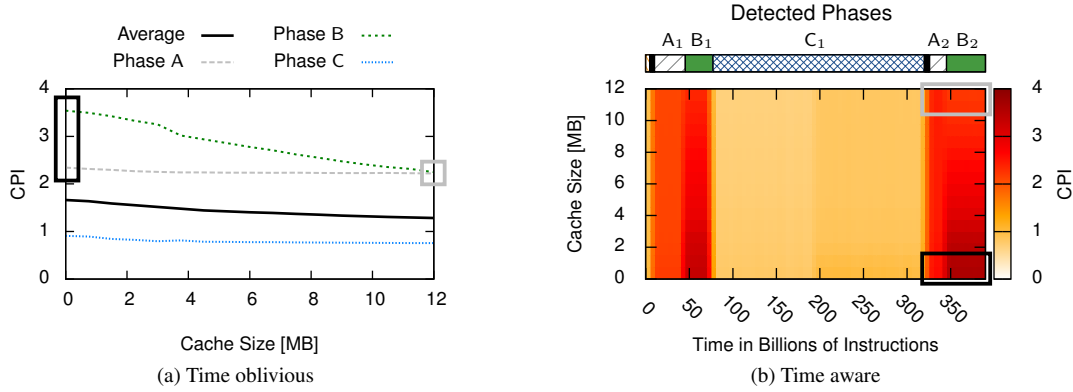 Average
Phase A
Phase B
Phase C
4
3
2
1
0
CPI
0
2
4
6
8
10
12
Cache Size [MB]
(a) Time oblivious
Detected Phases
A1 B1
C1
A2 B2
12
10
8
6
4
2
0
Cache Size [MB]
0
50
100
150
200
250
300
350
Time in Billions of Instructions
4
3
2
1
0
CPI
(b) Time aware